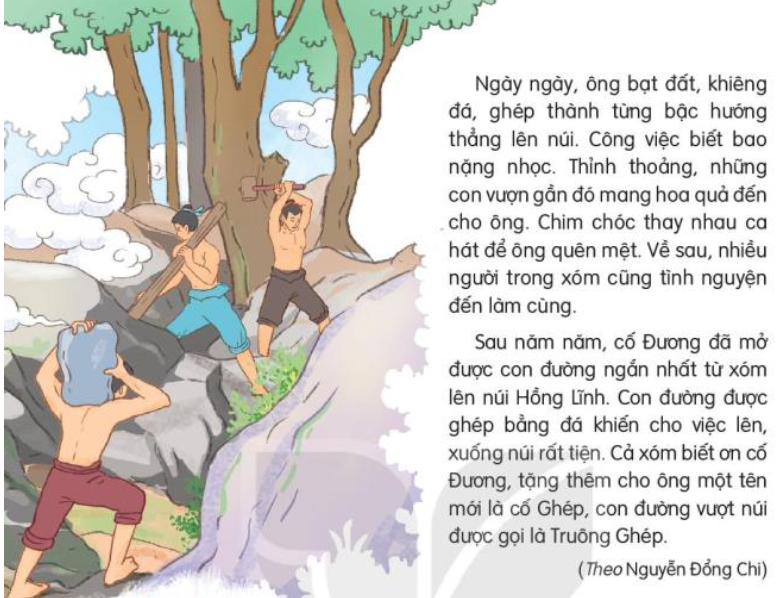 Ngày ngày, ông bạt đất, khiêng
đá, ghép thành từng bậc hướng
thẳng lên núi. Công việc biết bao
nặng nhọc. Thỉnh thoảng, những
con vượn gần đó mang hoa quả đến
cho ông. Chim chóc thay nhau ca
hát để ông quên mệt. Về sau, nhiều
người trong xóm cũng tình nguyện
đến làm cùng.
Sau năm năm, cố Đương đã mở
được con đường ngắn nhất từ xóm
lên núi Hồng Lĩnh. Con đường được
ghép bằng đá khiến cho việc lên,
xuống núi rất tiện. Cả xóm biết ơn cố
Đương, tặng thêm cho ông một tên
mới là cố Ghép, con đường vượt núi
được gọi là Truông Ghép.
(Theo Nguyễn Đổng Chi)